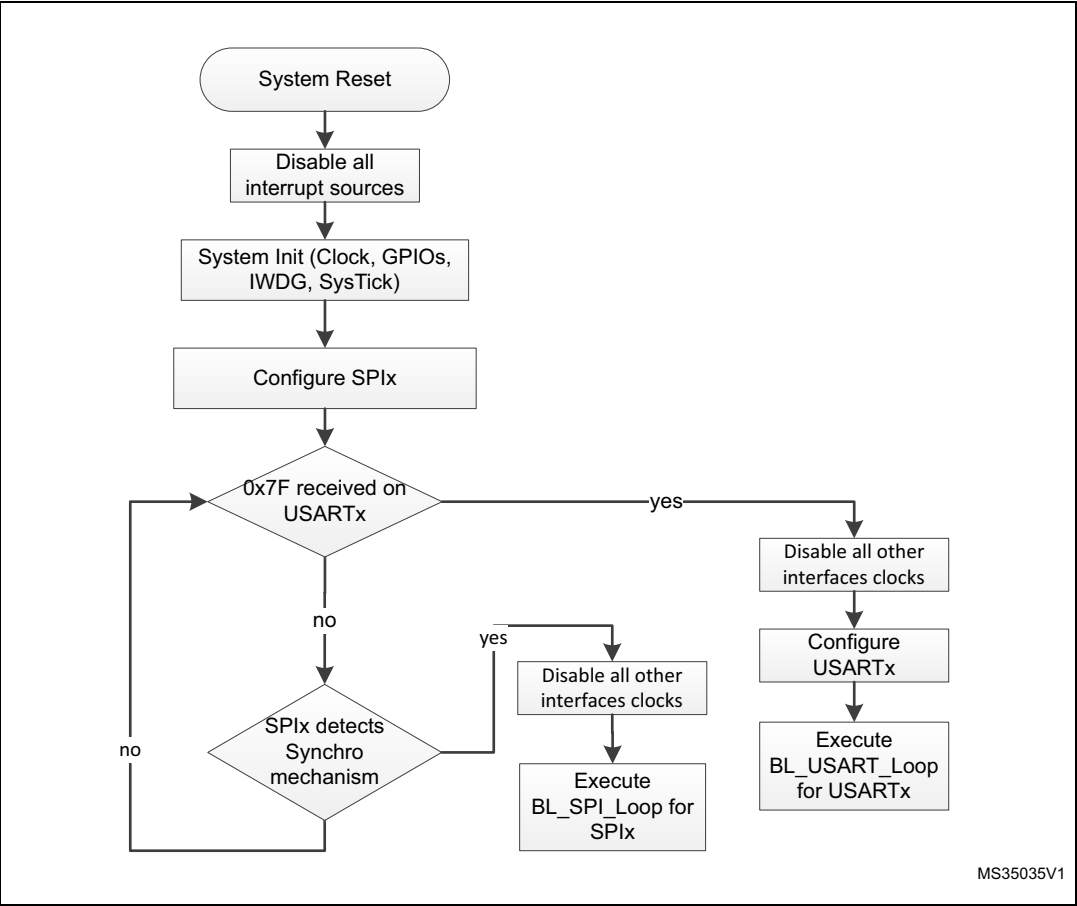 System Reset
Disable all
interrupt sources
System Init (Clock, GPIOs,
IWDG, SysTick)
Configure SPIx
0x7F received on
USARTx
yes
Disable all other
interfaces clocks
Configure
USARTx
Execute
BL_USART_Loop
for USARTx
no
yes
Disable all other
interfaces clocks
SPIx detects
Synchro
mechanism
no
Execute
BL_SPI_Loop for
SPIx
MS35035V1